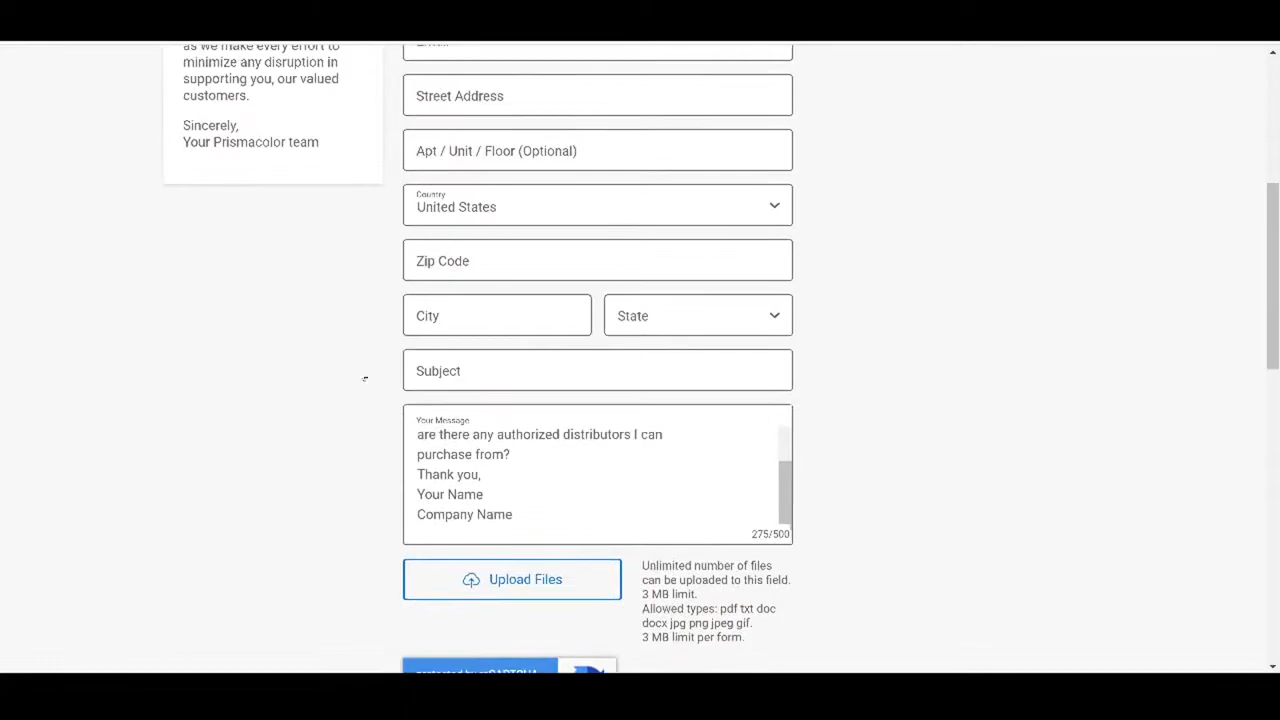 as we make every effort to
minimize any disruption in
supporting you, our valued
customers.
Sincerely,
Your Prismacolor team
Street Address
Apt / Unit / Floor (Optional)
Country
United States
Zip Code
City
State
Subject
Your Message
are there any authorized distributors I can
purchase from?
Thank you,
Your Name
Company Name
275/500
Upload Files
Unlimited number of files
can be uploaded to this field.
3 MB limit.
Allowed types: pdf txt doc
docx jpg png jpeg gif.
3 MB limit per form.
protected by reCAPTCHA